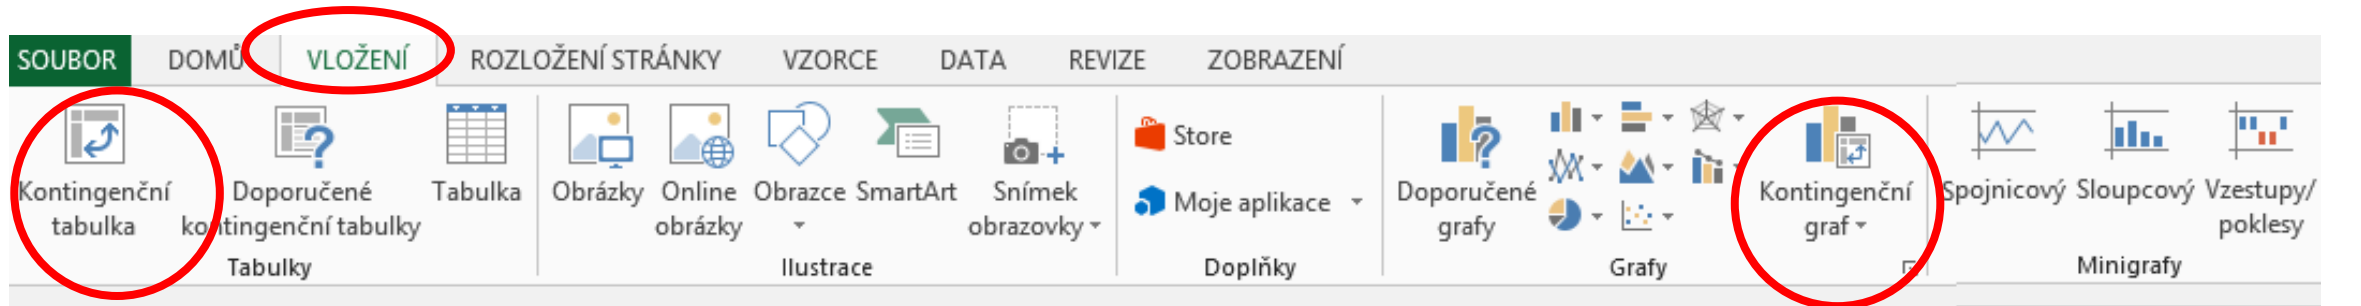 SOUBOR DOMŮ VLOŽENÍ ROZLOŽENÍ STRÁNKY VZORCE DATA REVIZE ZOBRAZENÍ
Kontingenční
tabulka
Doporučené
kontingenční tabulky
Tabulka
Tabulky
Obrázky
Online
obrázky
Obrazce
SmartArt
Snímek
obrazovky
Ilustrace
Store
Moje aplikace
Doplňky
Doporučené
grafy
Kontingenční
graf
Grafy
Spojnicový
Sloupcový
Vzestupy/
poklesy
Minigrafy